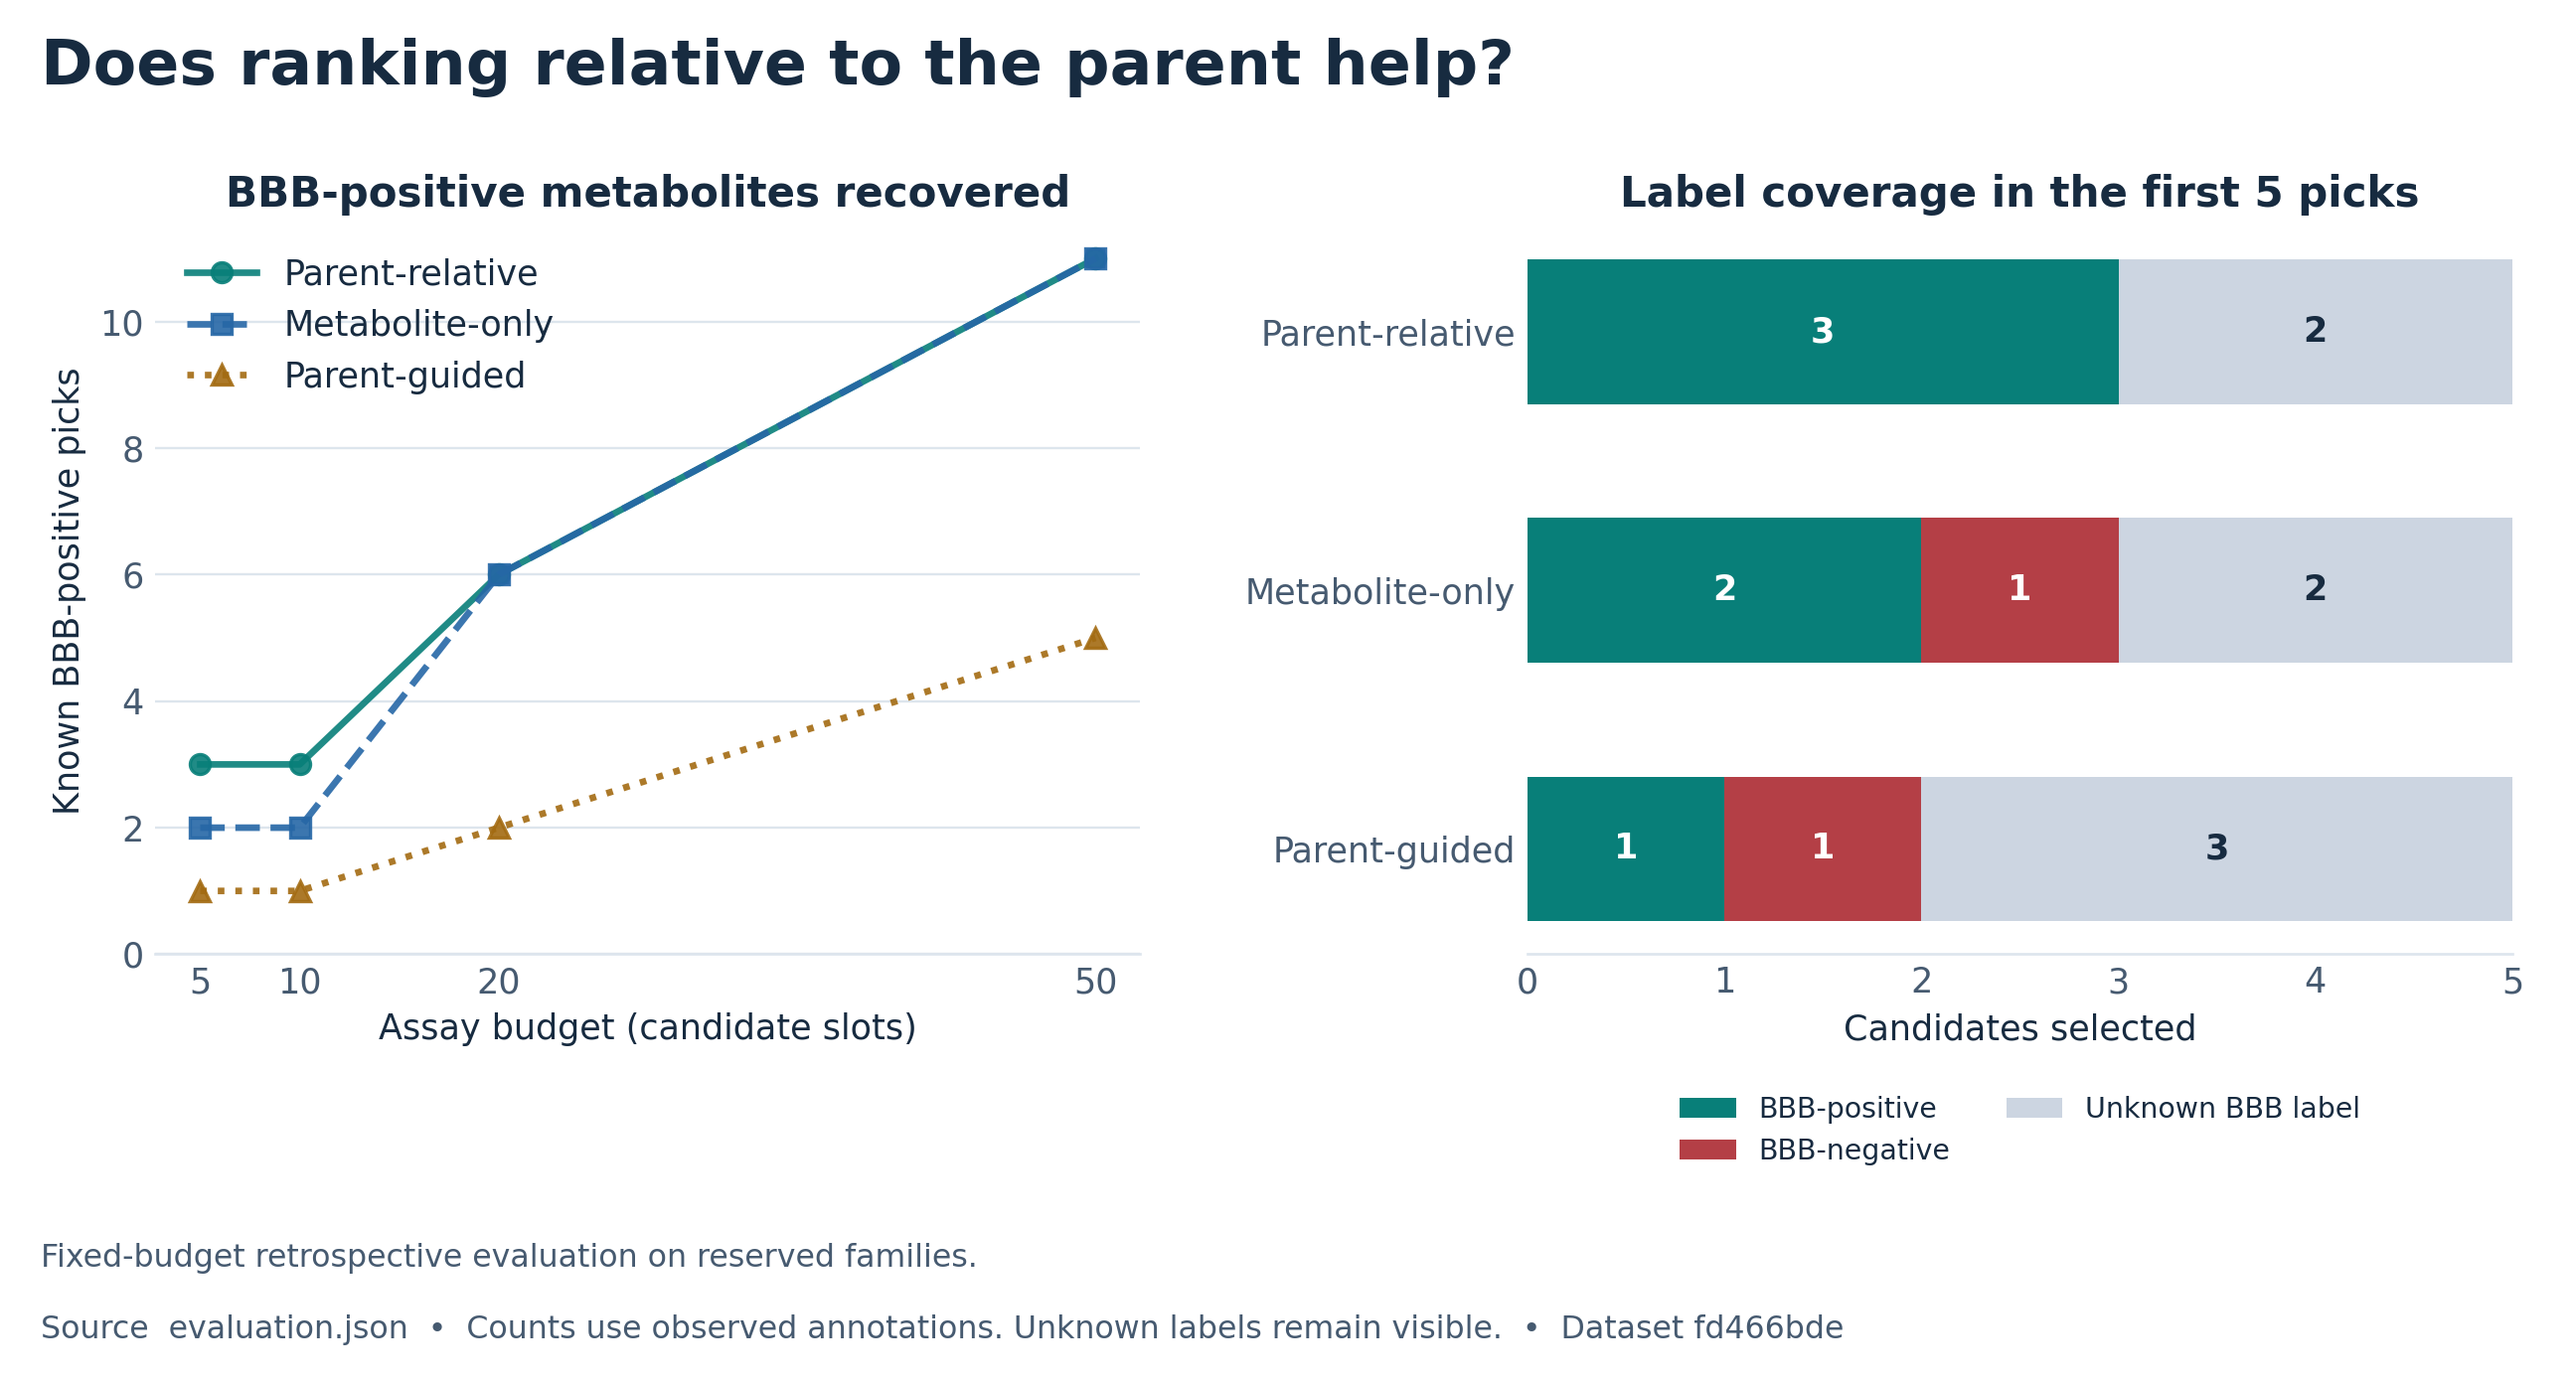 Does ranking relative to the parent help?
BBB-positive metabolites recovered
Parent-relative
Metabolite-only
Parent-guided
Known BBB-positive picks
10
8
6
4
2
0
5 10 20 50
Assay budget (candidate slots)
Label coverage in the first 5 picks
Parent-relative 3 2
Metabolite-only 2 1 2
Parent-guided 1 1 3
0 1 2 3 4 5
Candidates selected
BBB-positive Unknown BBB label
BBB-negative
Fixed-budget retrospective evaluation on reserved families.
Source evaluation.json • Counts use observed annotations. Unknown labels remain visible. • Dataset fd466bde